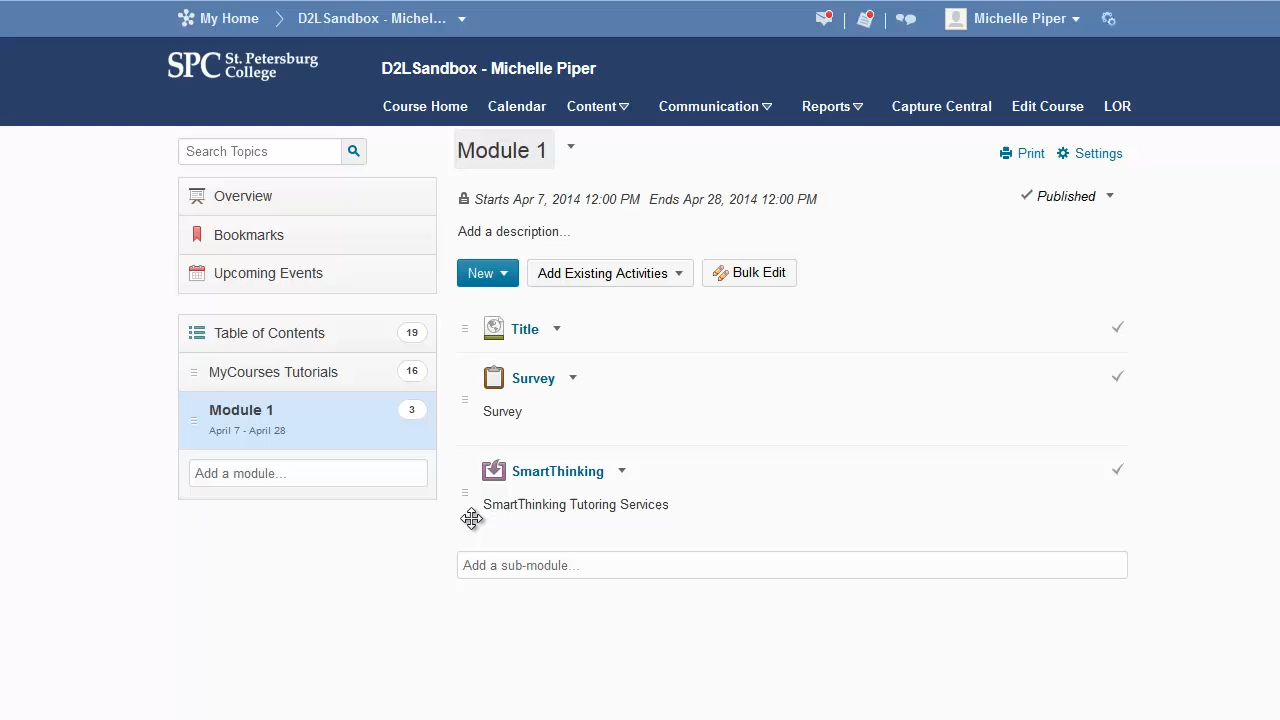 My Home
D2LSandbox - Michel...
Michelle Piper
SPC St. Petersburg College
D2LSandbox - Michelle Piper
Course Home
Calendar
Content
Communication
Reports
Capture Central
Edit Course
LOR
Search Topics
Overview
Bookmarks
Upcoming Events
Table of Contents 19
MyCourses Tutorials 16
Module 1 3
April 7 - April 28
Add a module...
Module 1
Print
Settings
Starts Apr 7, 2014 12:00 PM Ends Apr 28, 2014 12:00 PM
Published
Add a description...
New
Add Existing Activities
Bulk Edit
Title
Survey
Survey
SmartThinking
SmartThinking Tutoring Services
Add a sub-module...